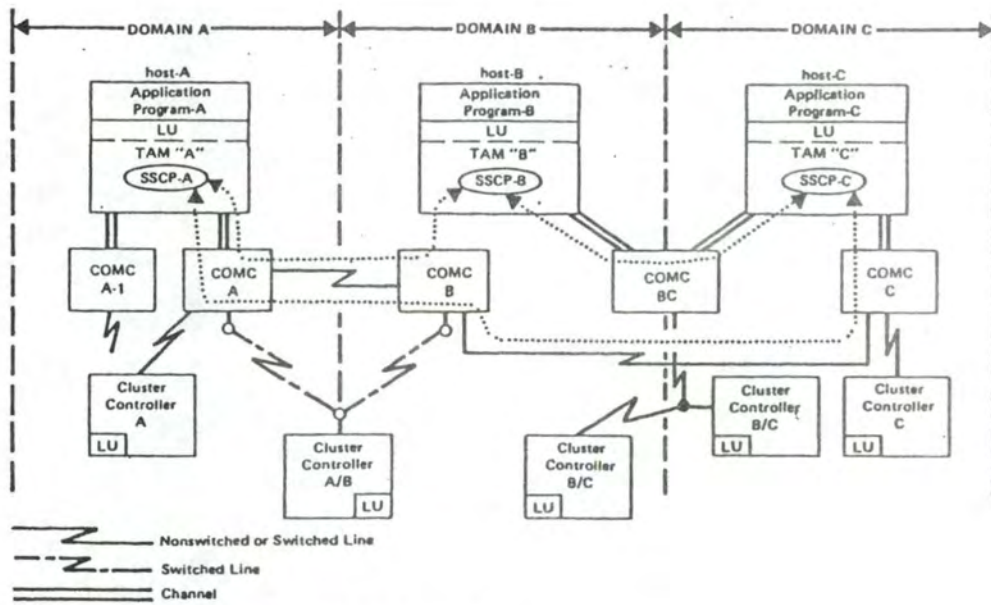 DOMAIN A
DOMAIN B
DOMAIN C
host-A
Application
Program-A
LU
TAM "A"
SSCP-A
host-B
Application
Program-B
LU
TAM "B"
SSCP-B
host-C
Application
Program-C
LU
TAM "C"
SSCP-C
COMC
A-1
COMC
A
COMC
B
COMC
BC
COMC
C
Cluster
Controller
A
LU
Cluster
Controller
A/B
LU
Cluster
Controller
B/C
LU
Cluster
Controller
B/C
LU
Cluster
Controller
C
LU
Nonswitched or Switched Line
Switched Line
Channel